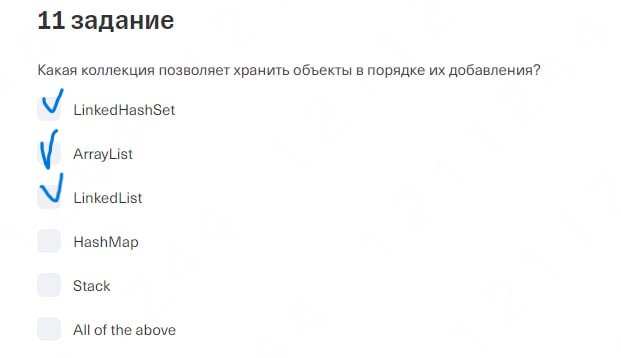 11 задание
Какая коллекция позволяет хранить объекты в порядке их добавления?
LinkedHashSet
ArrayList
LinkedList
HashMap
Stack
All of the above